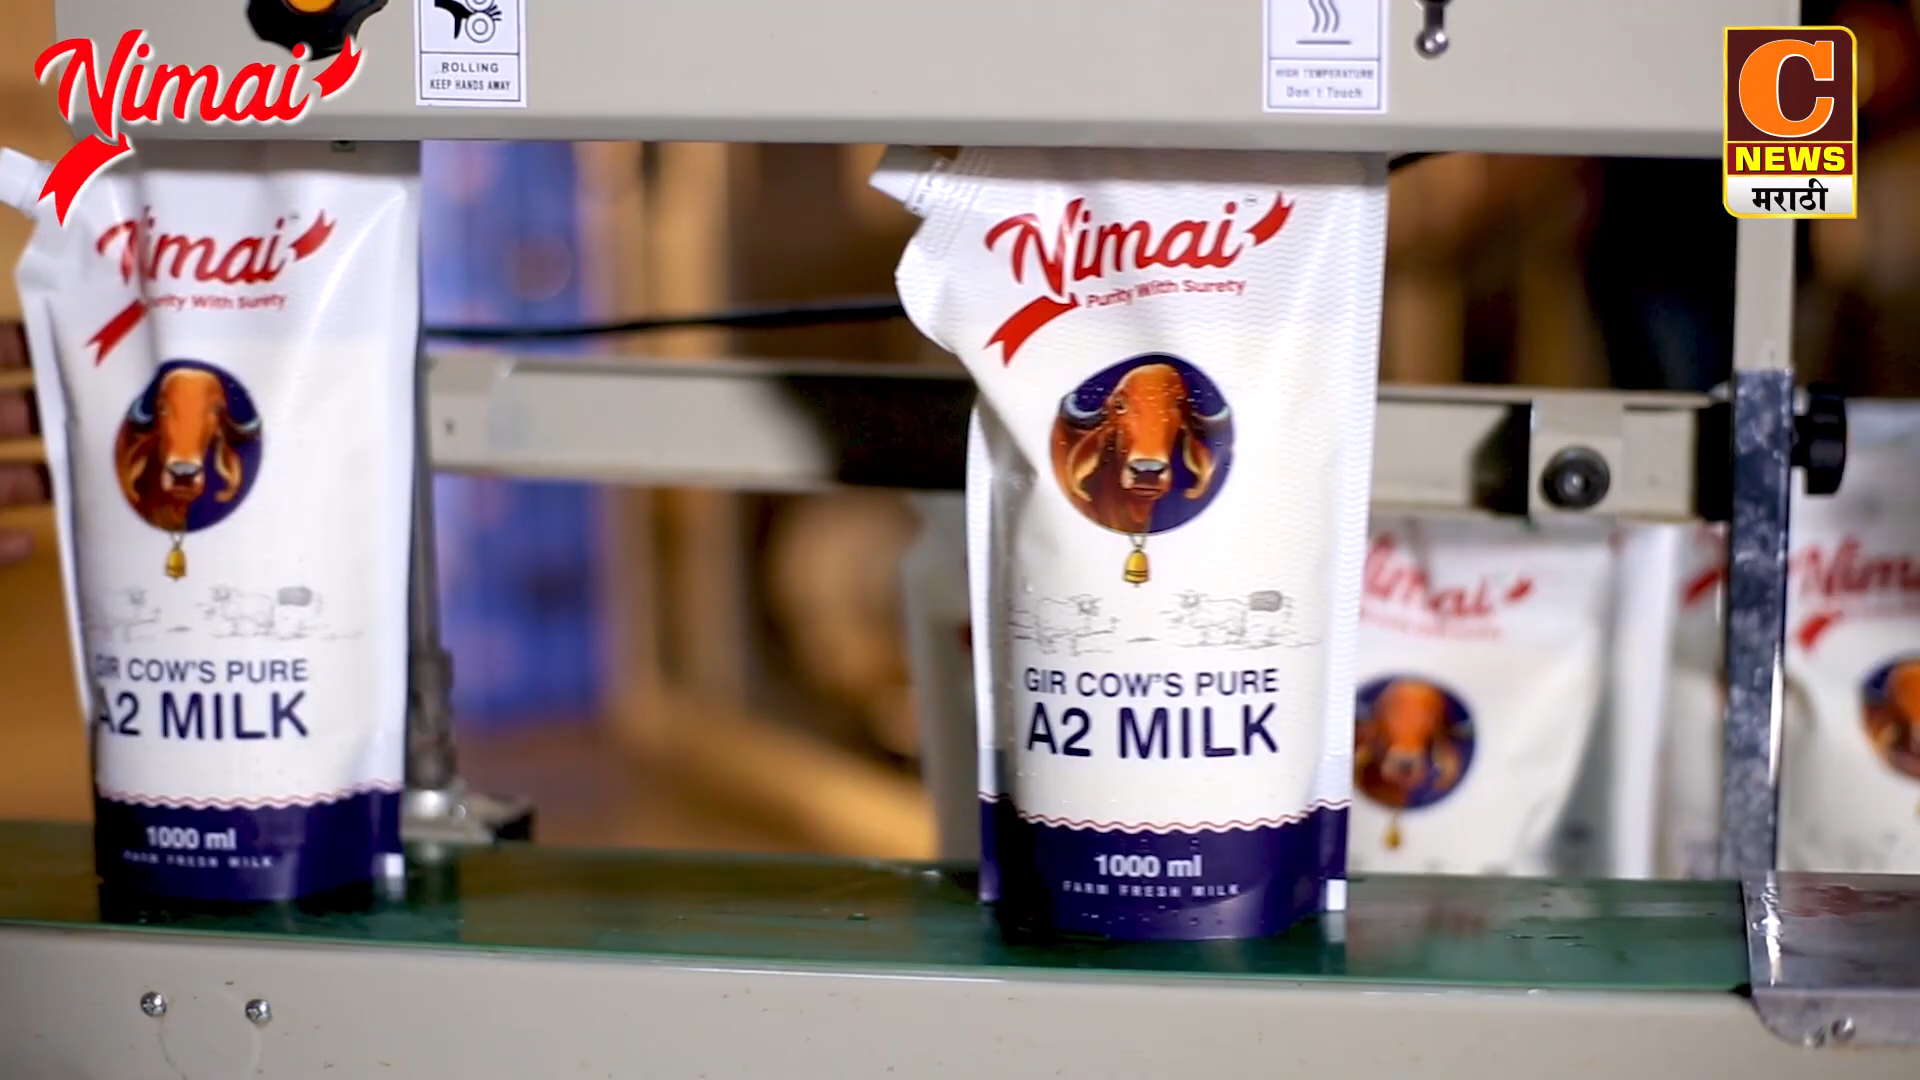 Nimai
ROLLING
KEEP HANDS AWAY
HIGH TEMPERATURE
Don't Touch
C
NEWS
मराठी
Nimai
Purity With Surety
GIR COW'S PURE
A2 MILK
1000 ml
FARM FRESH MILK
Nimai
Purity With Surety
GIR COW'S PURE
A2 MILK
1000 ml
FARM FRESH MILK
Nimai
Nimai